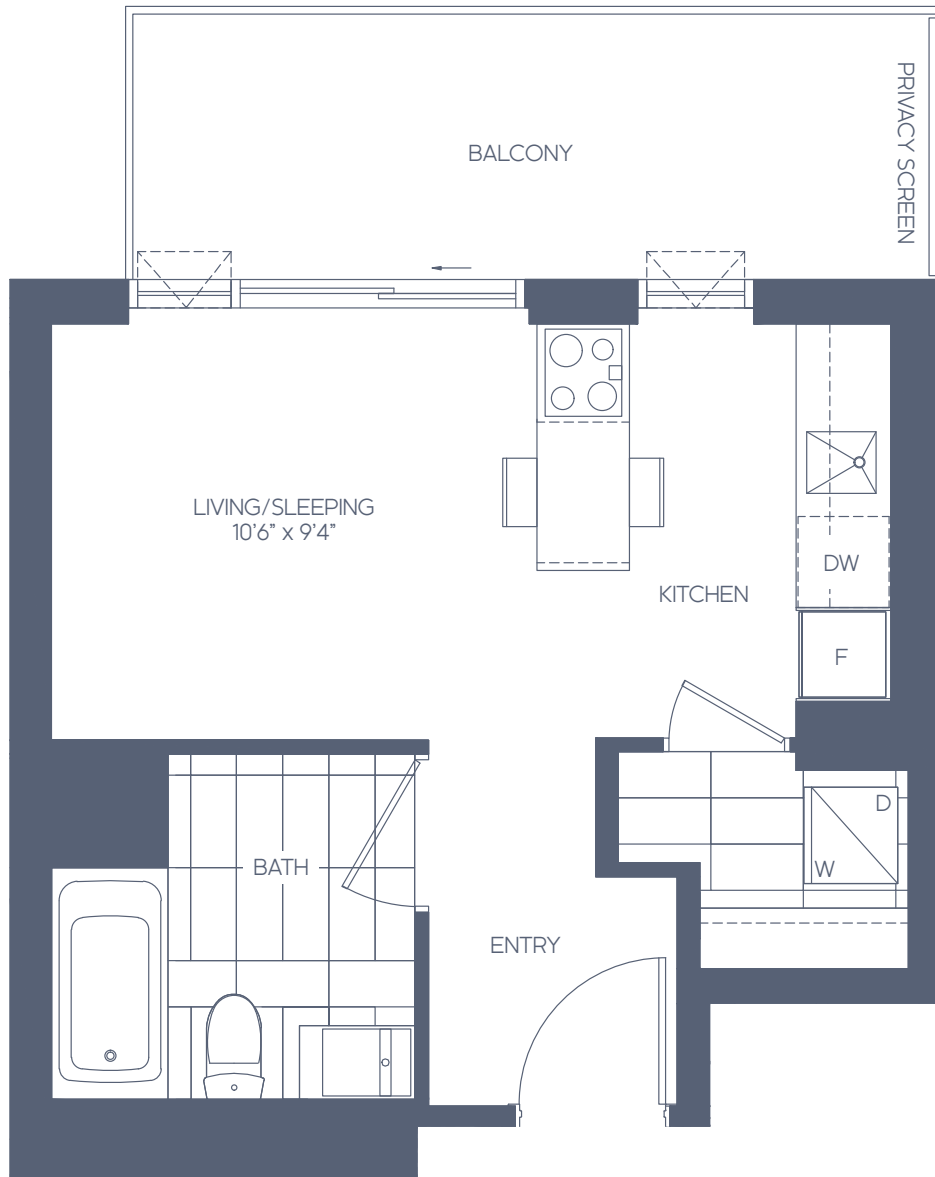 BALCONY
PRIVACY SCREEN
LIVING/SLEEPING
10’6” x 9’4”
DW
KITCHEN
F
D
W
BATH
ENTRY